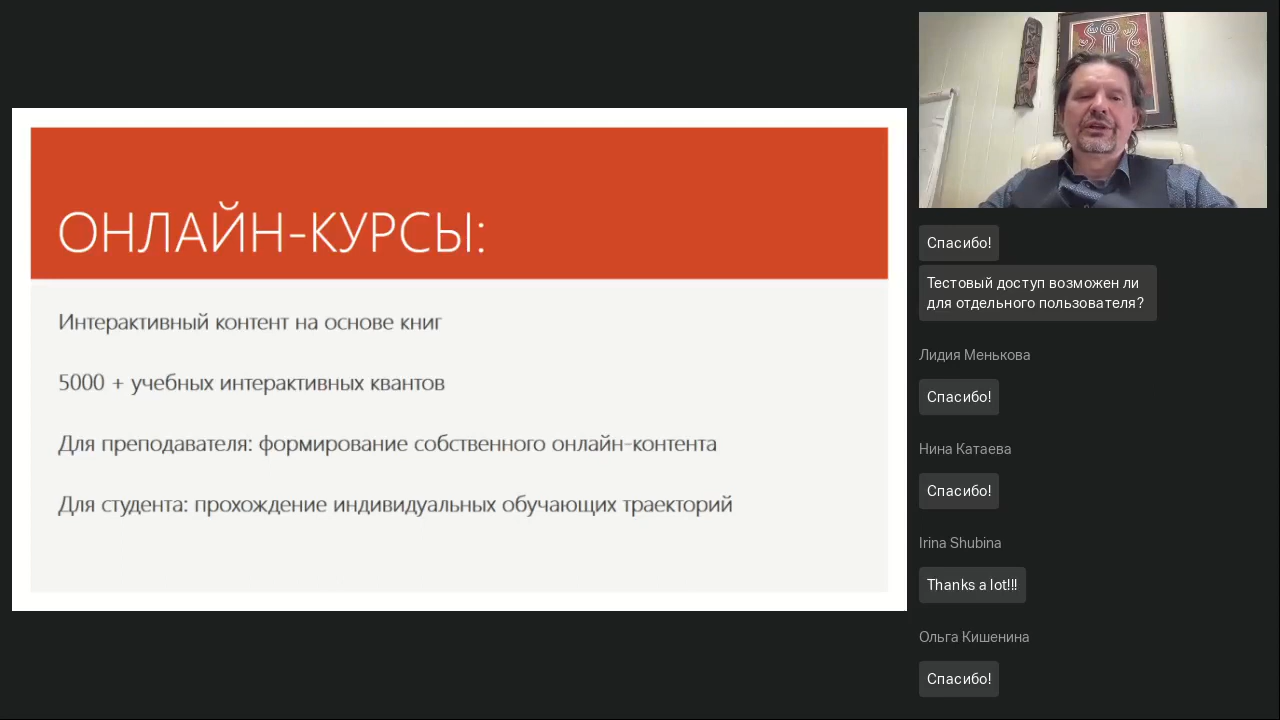 ОНЛАЙН-КУРСЫ:
Интерактивный контент на основе книг
5000 + учебных интерактивных квантов
Для преподавателя: формирование собственного онлайн-контента
Для студента: прохождение индивидуальных обучающих траекторий
Спасибо!
Тестовый доступ возможен ли
для отдельного пользователя?
Лидия Менькова
Спасибо!
Нина Катаева
Спасибо!
Irina Shubina
Thanks a lot!!!
Ольга Кишенина
Спасибо!